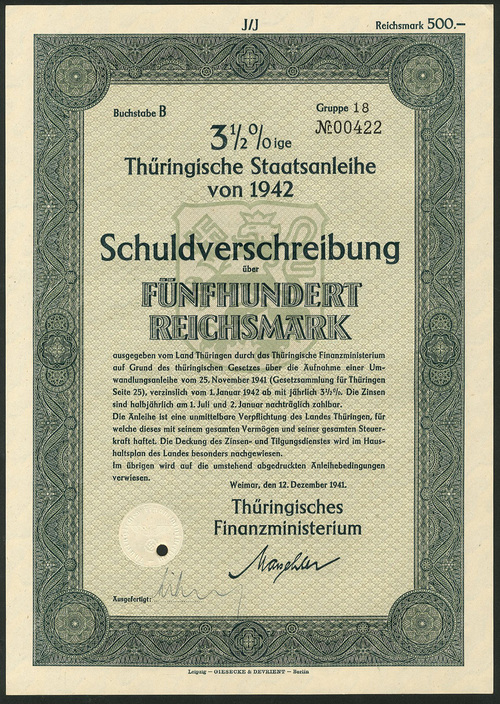 J/J Reichsmark 500.—
Buchstabe B Gruppe 18
№ 00422
3½%ige
Thüringische Staatsanleihe
von 1942
Schuldverschreibung
über
FÜNFHUNDERT
REICHSMARK
ausgegeben vom Land Thüringen durch das Thüringische Finanzministerium
auf Grund des thüringischen Gesetzes über die Aufnahme einer Um-
wandlungsanleihe vom 25. November 1941 (Gesetzsammlung für Thüringen
Seite 25), verzinslich vom 1. Januar 1942 ab mit jährlich 3½%. Die Zinsen
sind halbjährlich am 1. Juli und 2. Januar nachträglich zahlbar.
Die Anleihe ist eine unmittelbare Verpflichtung des Landes Thüringen, für
welche dieses mit seinem gesamten Vermögen und seiner gesamten Steuer-
kraft haftet. Die Deckung des Zinsen- und Tilgungsdienstes wird im Haus-
haltsplan des Landes besonders nachgewiesen.
Im übrigen wird auf die umstehend abgedruckten Anleihebedingungen
verwiesen.
Weimar, den 12. Dezember 1941.
Thüringisches
Finanzministerium
Ausgefertigt:
Leipzig — GIESECKE & DEVRIENT — Berlin